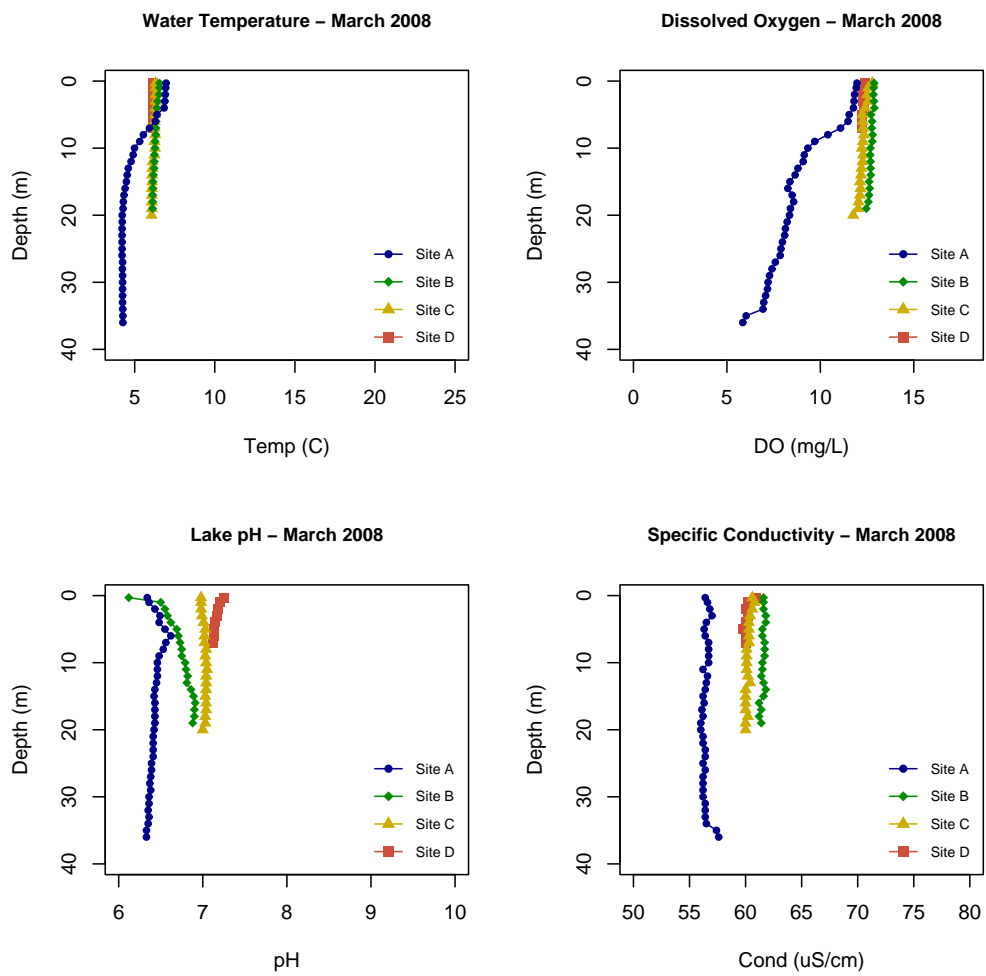 Water Temperature – March 2008
0
10
20
30
40
Depth (m)
Site A
Site B
Site C
Site D
5 10 15 20 25
Temp (C)
Dissolved Oxygen – March 2008
0
10
20
30
40
Depth (m)
Site A
Site B
Site C
Site D
0 5 10 15
DO (mg/L)
Lake pH – March 2008
0
10
20
30
40
Depth (m)
Site A
Site B
Site C
Site D
6 7 8 9 10
pH
Specific Conductivity – March 2008
0
10
20
30
40
Depth (m)
Site A
Site B
Site C
Site D
50 55 60 65 70 75 80
Cond (uS/cm)